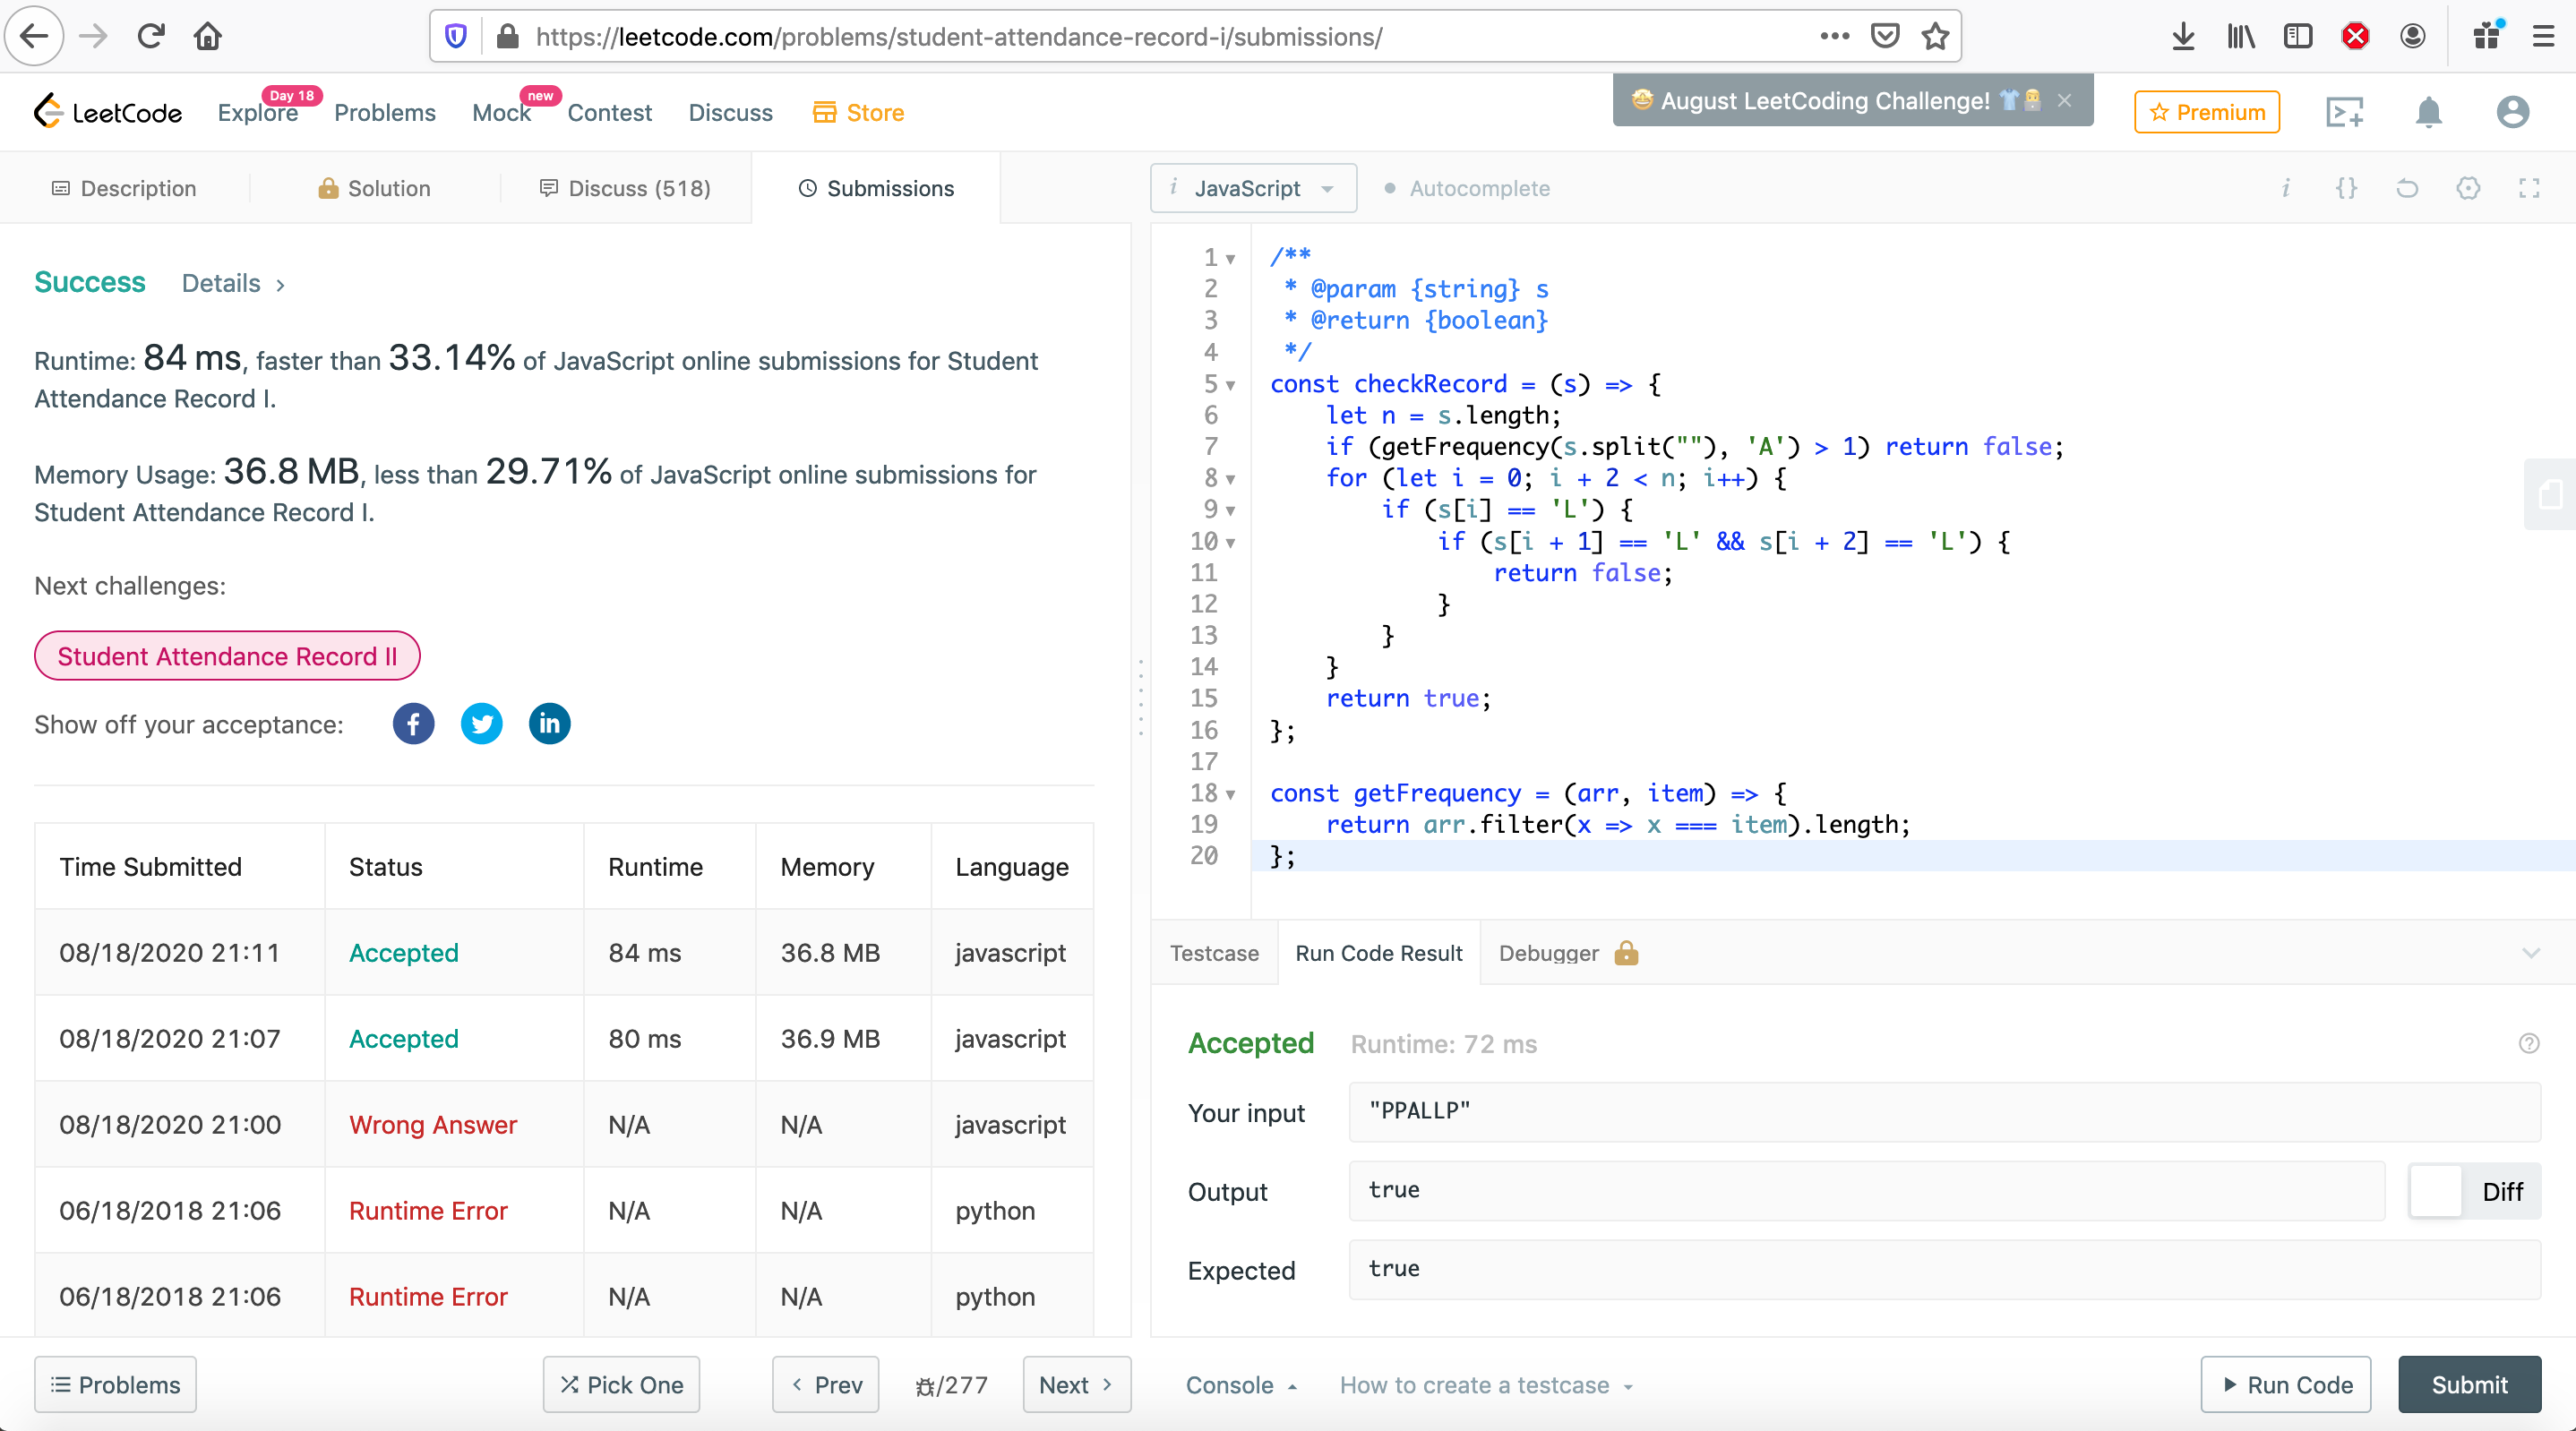 https://leetcode.com/problems/student-attendance-record-i/submissions/
LeetCode
Explore
Day 18
Problems
Mock
new
Contest
Discuss
Store
🤩 August LeetCoding Challenge! 👕
Premium
Description
Solution
Discuss (518)
Submissions
Success
Details >
Runtime: 84 ms, faster than 33.14% of JavaScript online submissions for Student
Attendance Record I.
Memory Usage: 36.8 MB, less than 29.71% of JavaScript online submissions for
Student Attendance Record I.
Next challenges:
Student Attendance Record II
Show off your acceptance:
Time Submitted Status Runtime Memory Language
08/18/2020 21:11 Accepted 84 ms 36.8 MB javascript
08/18/2020 21:07 Accepted 80 ms 36.9 MB javascript
08/18/2020 21:00 Wrong Answer N/A N/A javascript
06/18/2018 21:06 Runtime Error N/A N/A python
06/18/2018 21:06 Runtime Error N/A N/A python
Problems
Pick One
< Prev
/277
Next >
i JavaScript
Autocomplete
i {}
1 /**
2  * @param {string} s
3  * @return {boolean}
4  */
5 const checkRecord = (s) => {
6     let n = s.length;
7     if (getFrequency(s.split(""), 'A') > 1) return false;
8     for (let i = 0; i + 2 < n; i++) {
9         if (s[i] == 'L') {
10             if (s[i + 1] == 'L' && s[i + 2] == 'L') {
11                 return false;
12             }
13         }
14     }
15     return true;
16 };
17
18 const getFrequency = (arr, item) => {
19     return arr.filter(x => x === item).length;
20 };
Testcase
Run Code Result
Debugger
Accepted
Runtime: 72 ms
Your input
"PPALLP"
Output
true
Diff
Expected
true
Console
How to create a testcase
Run Code
Submit